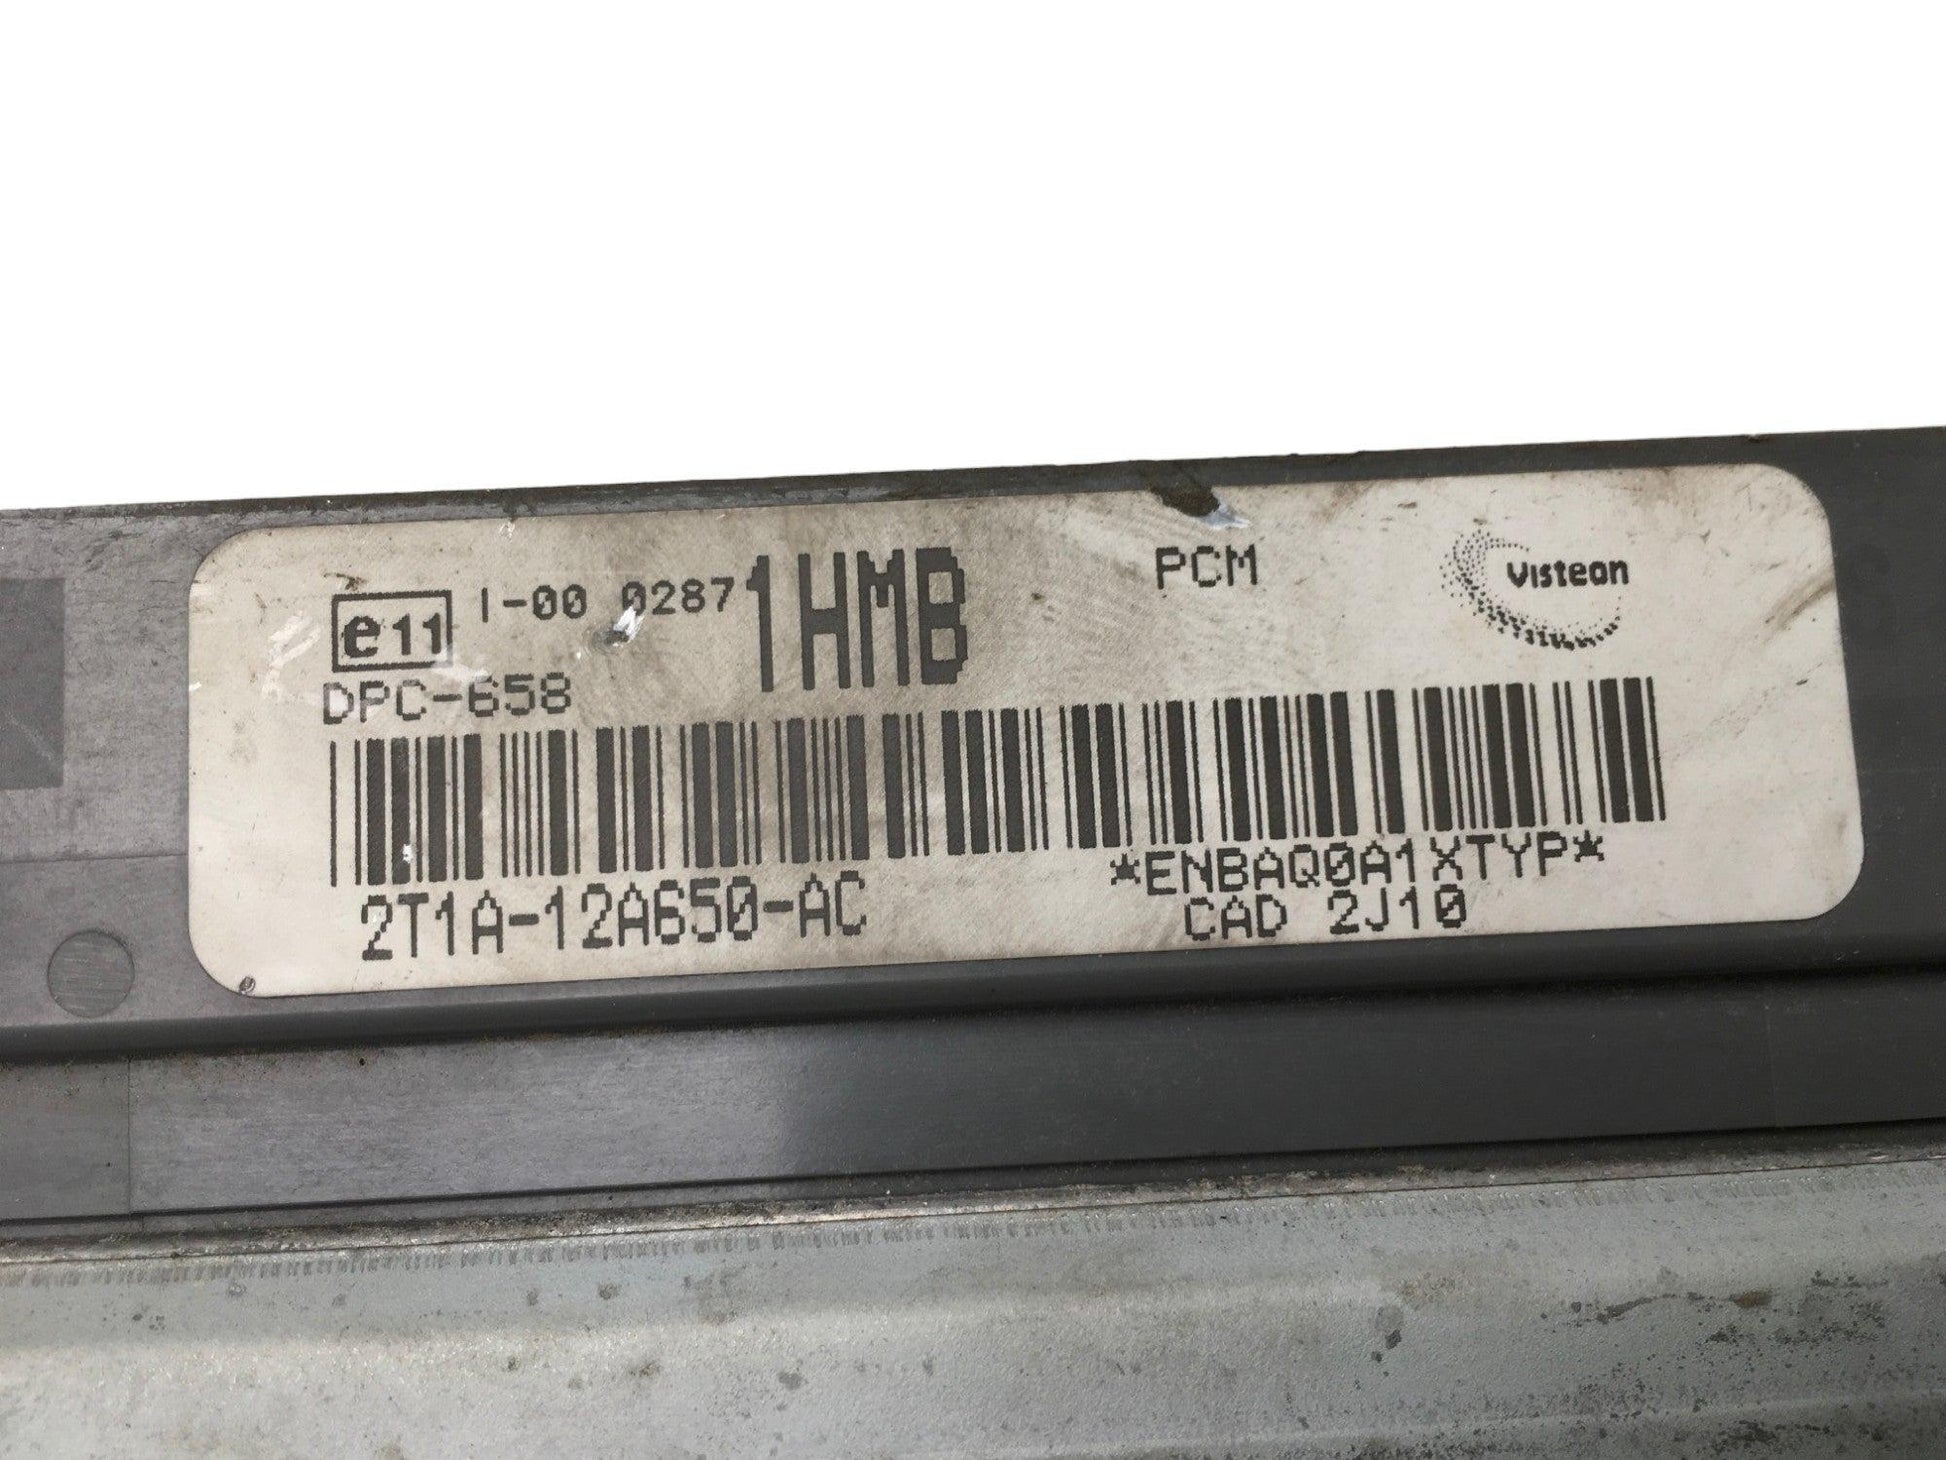 e11 I-00 0287 1HMB PCM Visteon
DPC-658
*ENBAQ0A1XTYP*
2T1A-12A650-AC CAD 2J10